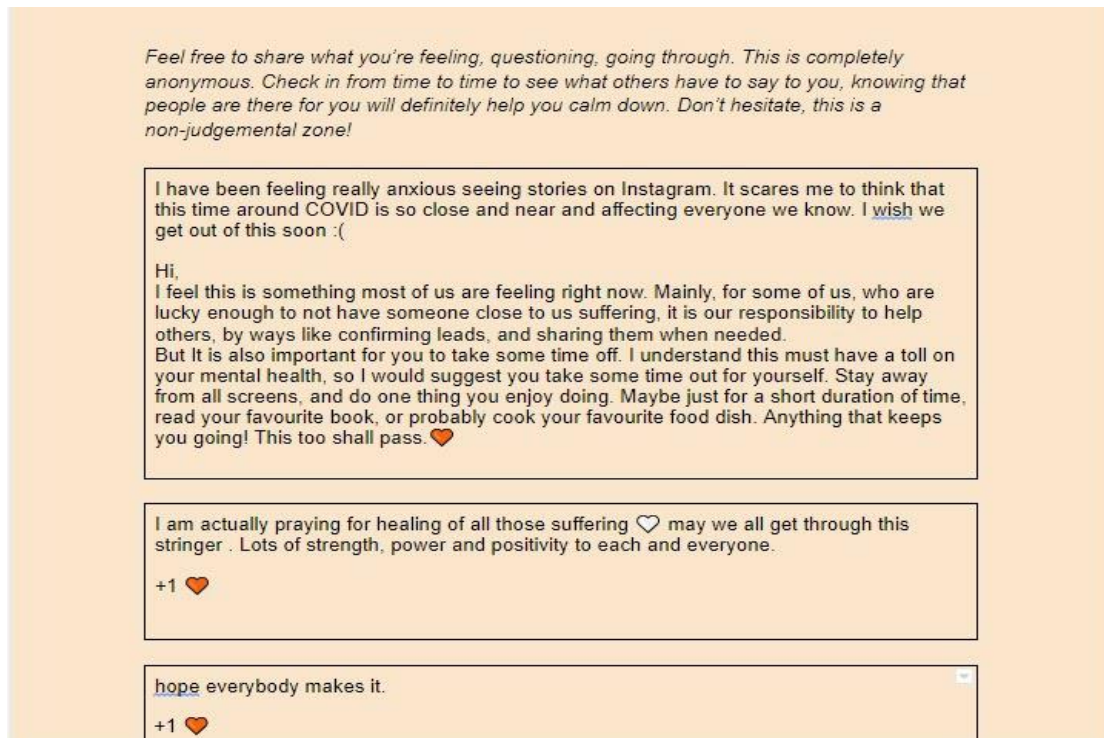 Feel free to share what you're feeling, questioning, going through. This is completely
anonymous. Check in from time to time to see what others have to say to you, knowing that
people are there for you will definitely help you calm down. Don't hesitate, this is a
non-judgemental zone!
I have been feeling really anxious seeing stories on Instagram. It scares me to think that
this time around COVID is so close and near and affecting everyone we know. I wish we
get out of this soon :(
Hi,
I feel this is something most of us are feeling right now. Mainly, for some of us, who are
lucky enough to not have someone close to us suffering, it is our responsibility to help
others, by ways like confirming leads, and sharing them when needed.
But It is also important for you to take some time off. I understand this must have a toll on
your mental health, so I would suggest you take some time out for yourself. Stay away
from all screens, and do one thing you enjoy doing. Maybe just for a short duration of time,
read your favourite book, or probably cook your favourite food dish. Anything that keeps
you going! This too shall pass.🧡
I am actually praying for healing of all those suffering 🤍 may we all get through this
stringer . Lots of strength, power and positivity to each and everyone.
+1 🧡
hope everybody makes it.
+1 🧡